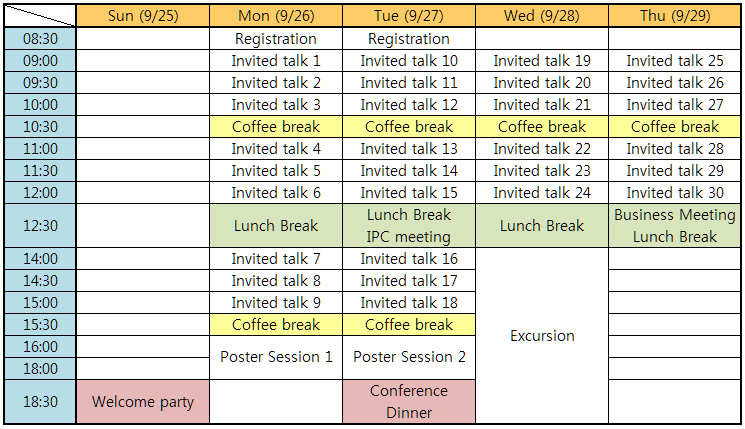 Sun (9/25) Mon (9/26) Tue (9/27) Wed (9/28) Thu (9/29)
08:30 Registration Registration
09:00 Invited talk 1 Invited talk 10 Invited talk 19 Invited talk 25
09:30 Invited talk 2 Invited talk 11 Invited talk 20 Invited talk 26
10:00 Invited talk 3 Invited talk 12 Invited talk 21 Invited talk 27
10:30 Coffee break Coffee break Coffee break Coffee break
11:00 Invited talk 4 Invited talk 13 Invited talk 22 Invited talk 28
11:30 Invited talk 5 Invited talk 14 Invited talk 23 Invited talk 29
12:00 Invited talk 6 Invited talk 15 Invited talk 24 Invited talk 30
12:30 Lunch Break Lunch Break IPC meeting Lunch Break Business Meeting Lunch Break
14:00 Invited talk 7 Invited talk 16
14:30 Invited talk 8 Invited talk 17
15:00 Invited talk 9 Invited talk 18
15:30 Coffee break Coffee break Excursion
16:00 Poster Session 1 Poster Session 2
18:00
18:30 Welcome party Conference Dinner